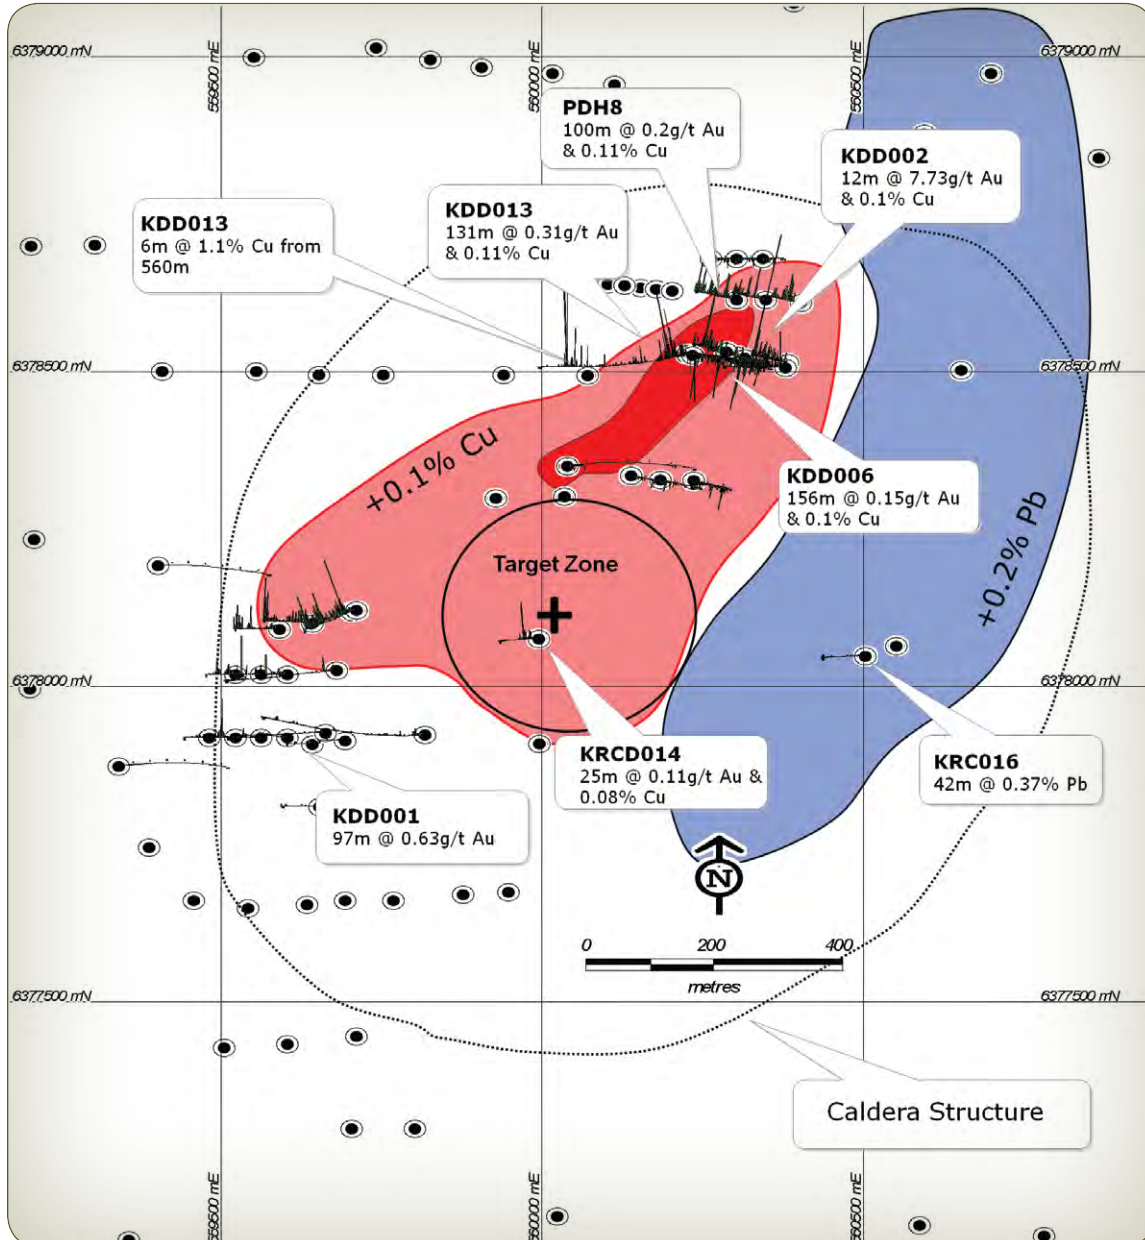 6379000 mN
559500 mE
560000 mE
560500 mE
6379000 mN
PDH8
100m @ 0.2g/t Au
& 0.11% Cu
KDD002
12m @ 7.73g/t Au
& 0.1% Cu
KDD013
131m @ 0.31g/t Au
& 0.11% Cu
KDD013
6m @ 1.1% Cu from
560m
6378500 mN
6378500 mN
+0.1% Cu
KDD006
156m @ 0.15g/t Au
& 0.1% Cu
+0.2% Pb
Target Zone
6378000 mN
6378000 mN
KRCD014
25m @ 0.11g/t Au &
0.08% Cu
KRC016
42m @ 0.37% Pb
KDD001
97m @ 0.63g/t Au
N
0 200 400
metres
6377500 mN
6377500 mN
Caldera Structure
559500 mE
560000 mE
560500 mE